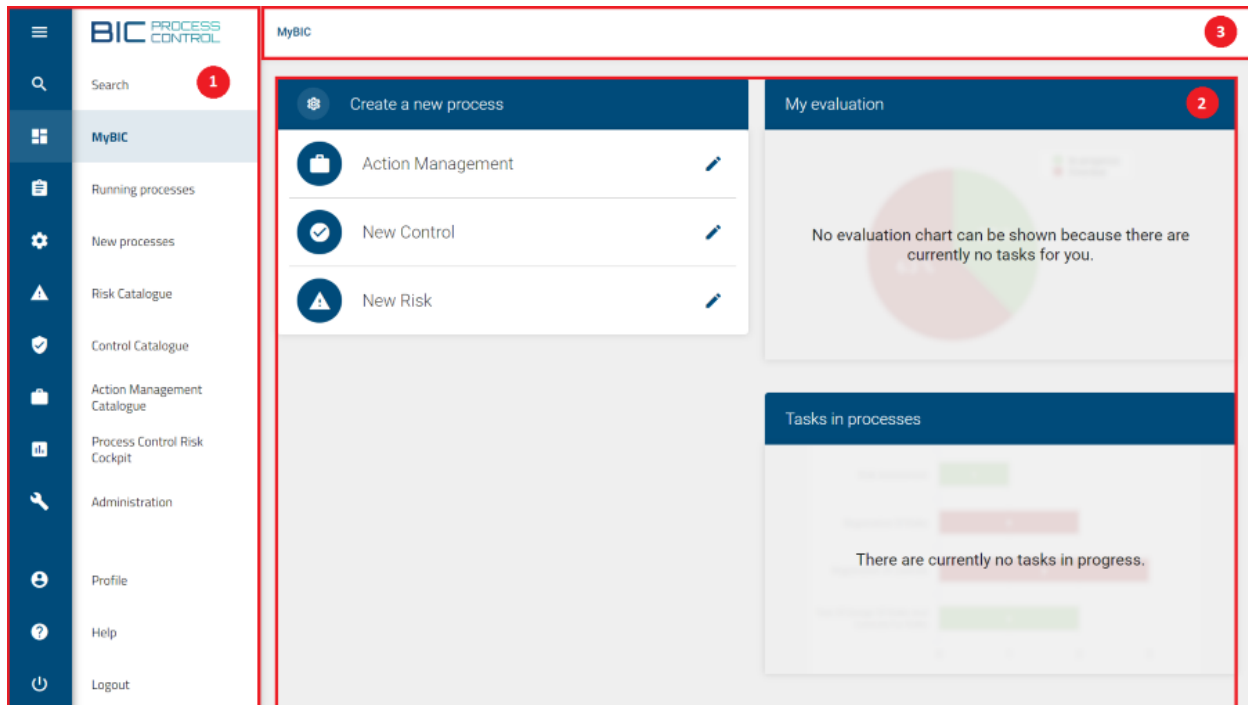 BIC PROCESS
CONTROL
Search
1
MyBIC
Running processes
New processes
Risk Catalogue
Control Catalogue
Action Management
Catalogue
Process Control Risk
Cockpit
Administration
Profile
Help
Logout
MyBIC
3
Create a new process
Action Management
New Control
New Risk
My evaluation
2
No evaluation chart can be shown because there are
currently no tasks for you.
Tasks in processes
There are currently no tasks in progress.